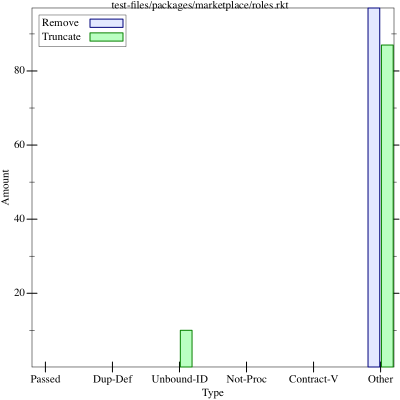 test-files/packages/marketplace/roles.rkt
Remove
Truncate
80
60
40
20
Amount
Passed Dup-Def Unbound-ID Not-Proc Contract-V Other
Type